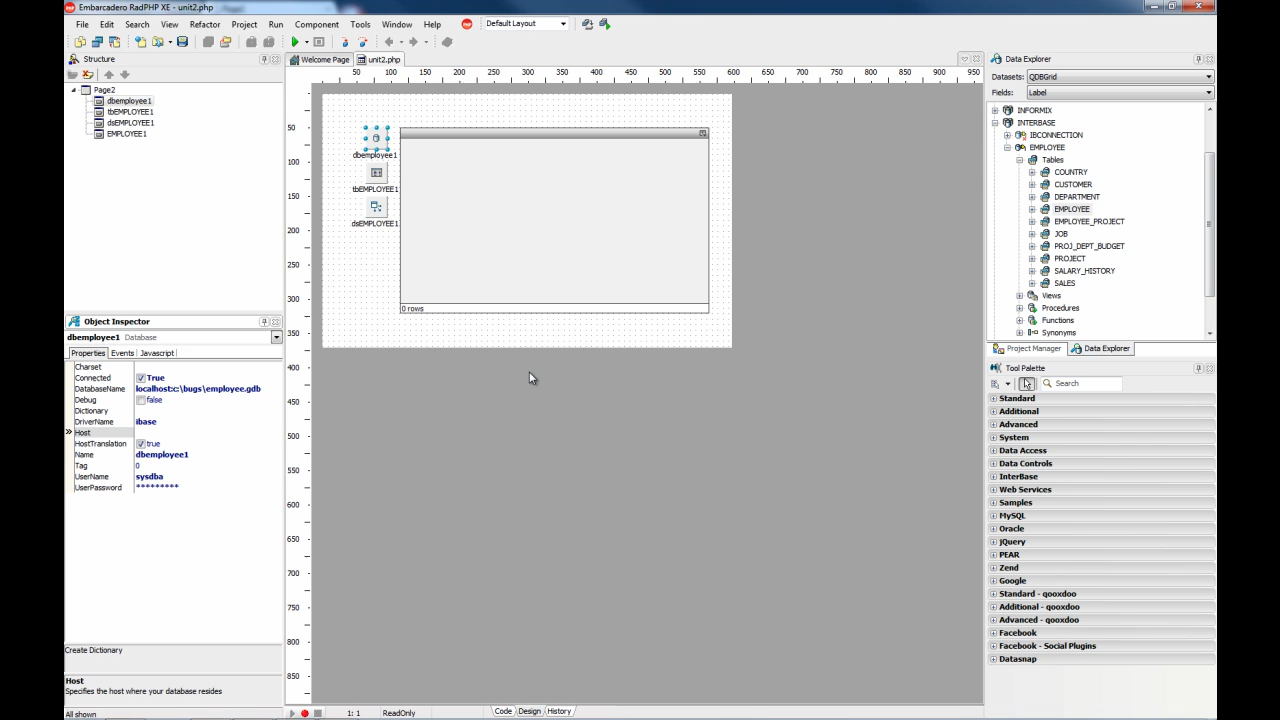 Embarcadero RadPHP XE - unit2.php
Page1
File Edit Search View Refactor Project Run Component Tools Window Help
Default Layout
Structure
Page2
dbemployee1
tbEMPLOYEE1
dsEMPLOYEE1
EMPLOYEE1
Object Inspector
dbemployee1 Database
Properties Events Javascript
Charset
Connected True
DatabaseName localhost:c:\bugs\employee.gdb
Debug false
Dictionary
DriverName ibase
Host
HostTranslation true
Name dbemployee1
Tag 0
UserName sysdba
UserPassword *********
Create Dictionary
Host
Specifies the host where your database resides
All shown
Welcome Page unit2.php
50 100 150 200 250 300 350 400 450 500 550 600 650 700 750 800 850 900 950
50
100
150
200
250
300
350
400
450
500
550
600
650
700
750
800
850
dbemployee1
tbEMPLOYEE1
dsEMPLOYEE1
0 rows
1: 1 ReadOnly Code Design History
Data Explorer
Datasets: QDBGrid
Fields: Label
INFORMIX
INTERBASE
IBCONNECTION
EMPLOYEE
Tables
COUNTRY
CUSTOMER
DEPARTMENT
EMPLOYEE
EMPLOYEE_PROJECT
JOB
PROJ_DEPT_BUDGET
PROJECT
SALARY_HISTORY
SALES
Views
Procedures
Functions
Synonyms
Project Manager Data Explorer
Tool Palette
Search
Standard
Additional
Advanced
System
Data Access
Data Controls
InterBase
Web Services
Samples
MySQL
Oracle
jQuery
PEAR
Zend
Google
Standard - qooxdoo
Additional - qooxdoo
Advanced - qooxdoo
Facebook
Facebook - Social Plugins
Datasnap